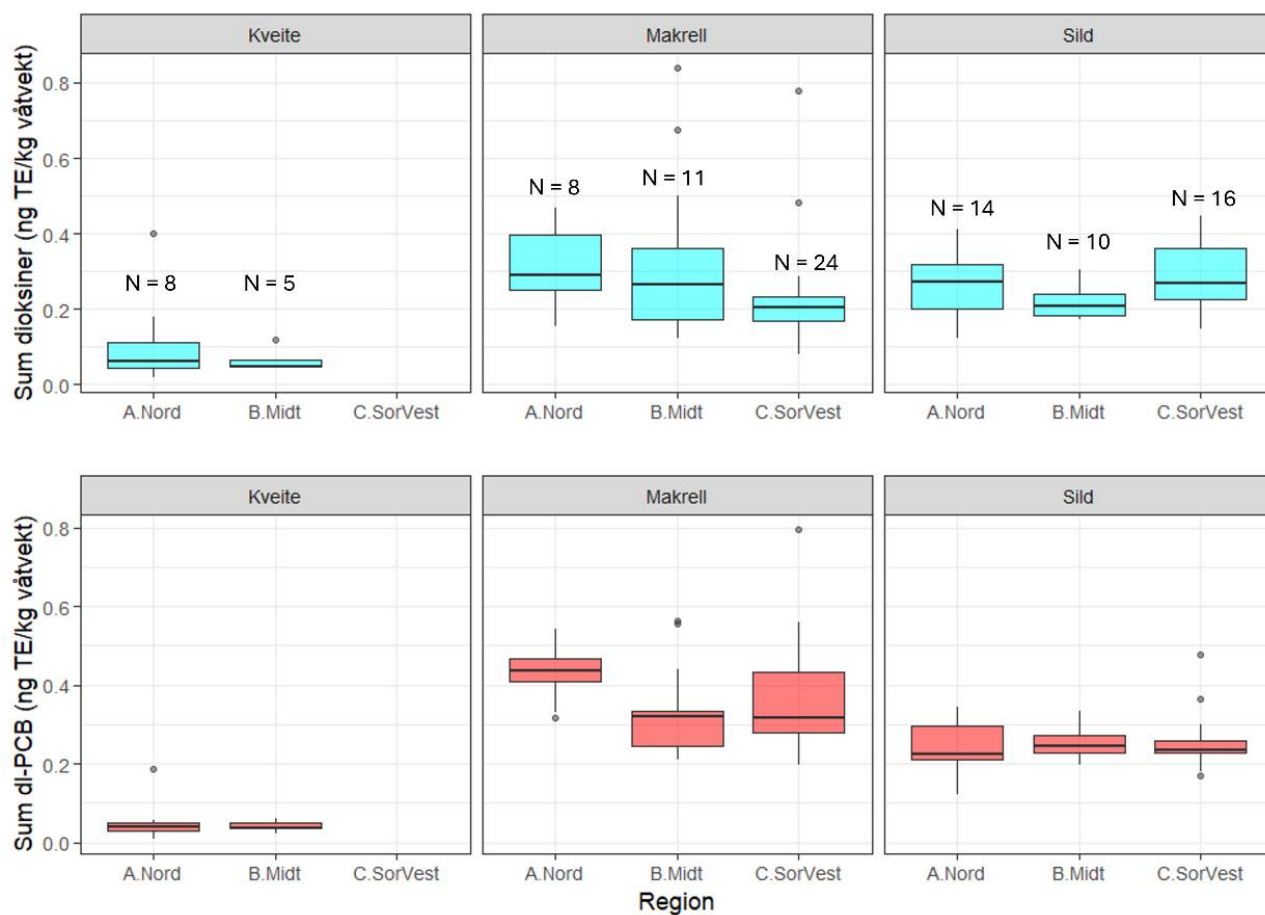 Kveite Makrell Sild
Sum dioksiner (ng TE/kg våtvekt)
0.8
0.6
0.4
0.2
0.0
N = 8 N = 5
N = 8 N = 11 N = 24
N = 14 N = 10 N = 16
A.Nord B.Midt C.SorVest A.Nord B.Midt C.SorVest A.Nord B.Midt C.SorVest
Kveite Makrell Sild
Sum dl-PCB (ng TE/kg våtvekt)
0.8
0.6
0.4
0.2
0.0
A.Nord B.Midt C.SorVest A.Nord B.Midt C.SorVest A.Nord B.Midt C.SorVest
Region